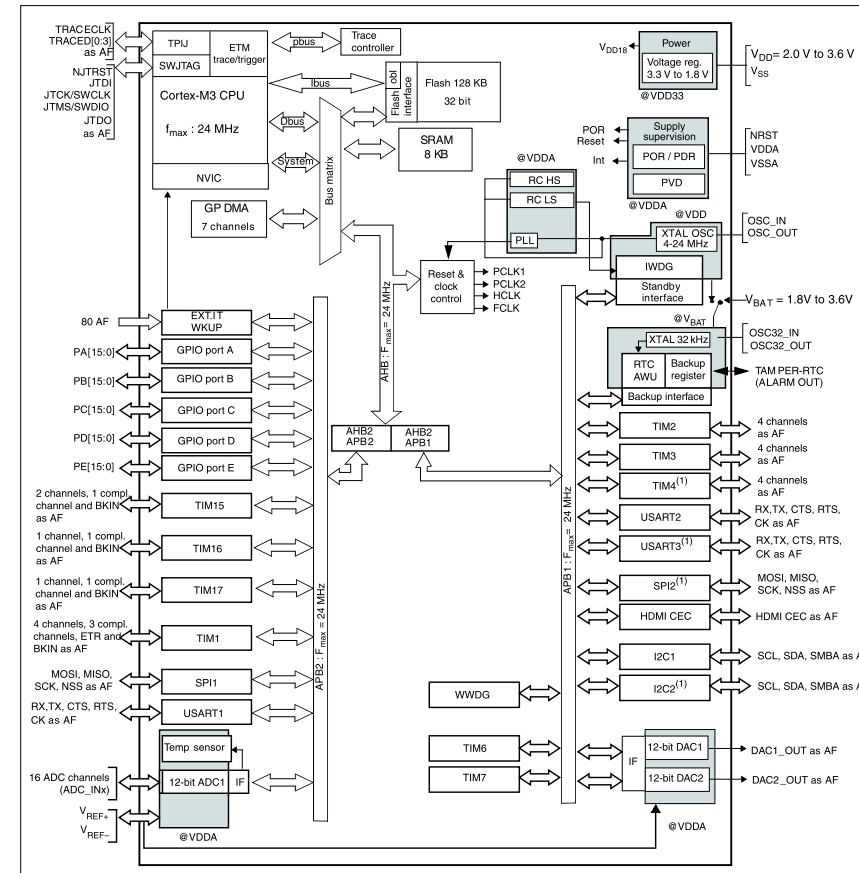 TRACECLK
TRACED[0:3]
as AF
NJTRST
JTDI
JTCK/SWCLK
JTMS/SWDIO
JTDO
as AF
TPIJ
SWJTAG
ETM
trace/trigger
Cortex-M3 CPU
fmax : 24 MHz
NVIC
pbus
Trace
controller
Ibus
Flash obl
interface
Flash 128 KB
32 bit
Dbus
System
Bus matrix
SRAM
8 KB
GP DMA
7 channels
VDD18
Power
Voltage reg.
3.3 V to 1.8 V
@VDD33
VDD= 2.0 V to 3.6 V
VSS
POR
Reset
Int
Supply
supervision
POR / PDR
PVD
@VDDA
NRST
VDDA
VSSA
@VDDA
RC HS
RC LS
PLL
@VDD
XTAL OSC
4-24 MHz
IWDG
Standby
interface
OSC_IN
OSC_OUT
Reset &
clock
control
PCLK1
PCLK2
HCLK
FCLK
VBAT = 1.8V to 3.6V
@VBAT
XTAL 32 kHz
RTC
AWU
Backup
register
Backup interface
OSC32_IN
OSC32_OUT
TAM PER-RTC
(ALARM OUT)
AHB : Fmax = 24 MHz
80 AF
EXT.IT
WKUP
PA[15:0]
GPIO port A
PB[15:0]
GPIO port B
PC[15:0]
GPIO port C
PD[15:0]
GPIO port D
PE[15:0]
GPIO port E
AHB2
APB2
AHB2
APB1
2 channels, 1 compl.
channel and BKIN
as AF
TIM15
1 channel, 1 compl.
channel and BKIN
as AF
TIM16
1 channel, 1 compl.
channel and BKIN
as AF
TIM17
4 channels, 3 compl.
channels, ETR and
BKIN as AF
TIM1
MOSI, MISO,
SCK, NSS as AF
SPI1
RX,TX, CTS, RTS,
CK as AF
USART1
Temp sensor
16 ADC channels
(ADC_INx)
12-bit ADC1
IF
VREF+
VREF–
@VDDA
APB2 : Fmax = 24 MHz
APB1 : Fmax = 24 MHz
TIM2
4 channels
as AF
TIM3
4 channels
as AF
TIM4(1)
4 channels
as AF
USART2
RX,TX, CTS, RTS,
CK as AF
USART3(1)
RX,TX, CTS, RTS,
CK as AF
SPI2(1)
MOSI, MISO,
SCK, NSS as AF
HDMI CEC
HDMI CEC as AF
I2C1
SCL, SDA, SMBA as A
I2C2(1)
SCL, SDA, SMBA as A
WWDG
TIM6
TIM7
IF
12-bit DAC1
DAC1_OUT as AF
12-bit DAC2
DAC2_OUT as AF
@VDDA